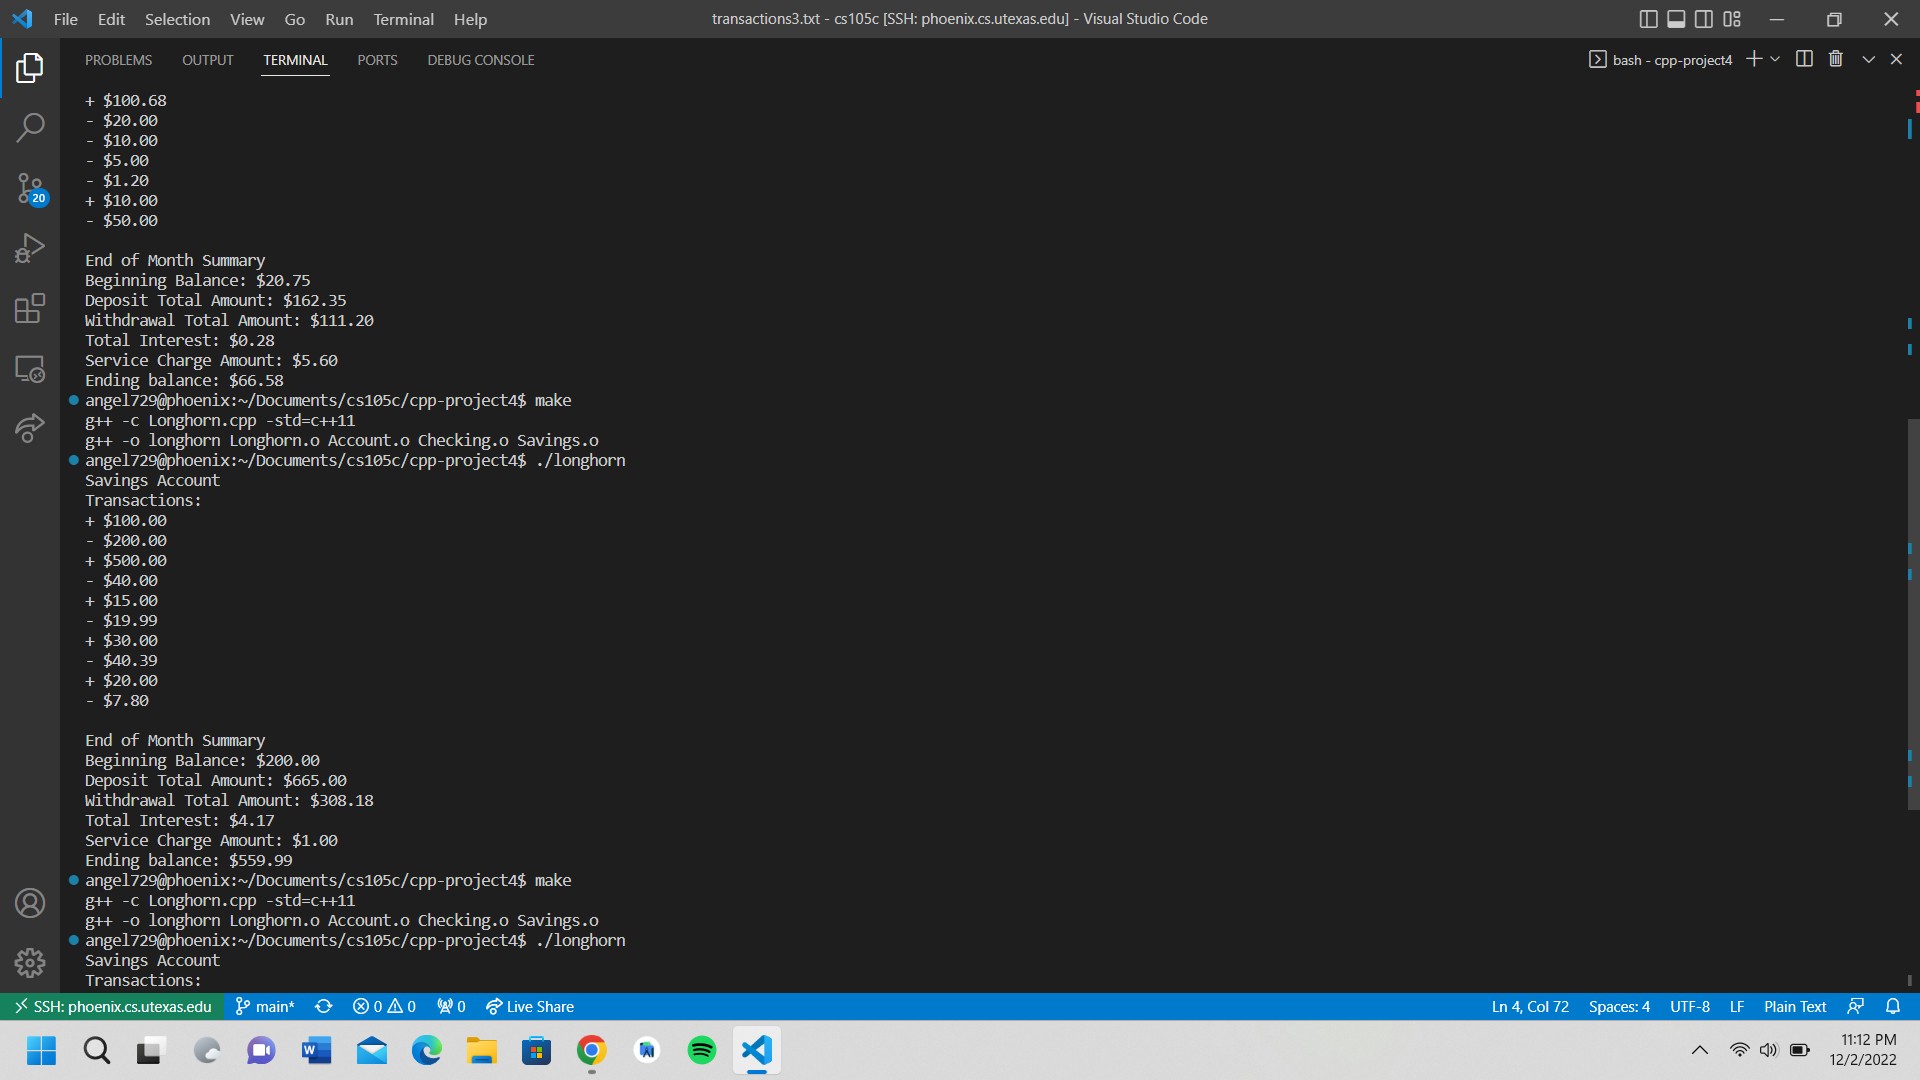 File Edit Selection View Go Run Terminal Help
transactions3.txt - cs105c [SSH: phoenix.cs.utexas.edu] - Visual Studio Code
PROBLEMS OUTPUT TERMINAL PORTS DEBUG CONSOLE
bash - cpp-project4
+ $100.68
- $20.00
- $10.00
- $5.00
- $1.20
+ $10.00
- $50.00
End of Month Summary
Beginning Balance: $20.75
Deposit Total Amount: $162.35
Withdrawal Total Amount: $111.20
Total Interest: $0.28
Service Charge Amount: $5.60
Ending balance: $66.58
angel729@phoenix:~/Documents/cs105c/cpp-project4$ make
g++ -c Longhorn.cpp -std=c++11
g++ -o longhorn Longhorn.o Account.o Checking.o Savings.o
angel729@phoenix:~/Documents/cs105c/cpp-project4$ ./longhorn
Savings Account
Transactions:
+ $100.00
- $200.00
+ $500.00
- $40.00
+ $15.00
- $19.99
+ $30.00
- $40.39
+ $20.00
- $7.80
End of Month Summary
Beginning Balance: $200.00
Deposit Total Amount: $665.00
Withdrawal Total Amount: $308.18
Total Interest: $4.17
Service Charge Amount: $1.00
Ending balance: $559.99
angel729@phoenix:~/Documents/cs105c/cpp-project4$ make
g++ -c Longhorn.cpp -std=c++11
g++ -o longhorn Longhorn.o Account.o Checking.o Savings.o
angel729@phoenix:~/Documents/cs105c/cpp-project4$ ./longhorn
Savings Account
Transactions:
20
SSH: phoenix.cs.utexas.edu main* 0 0 0 Live Share
Ln 4, Col 72 Spaces: 4 UTF-8 LF Plain Text
11:12 PM
12/2/2022